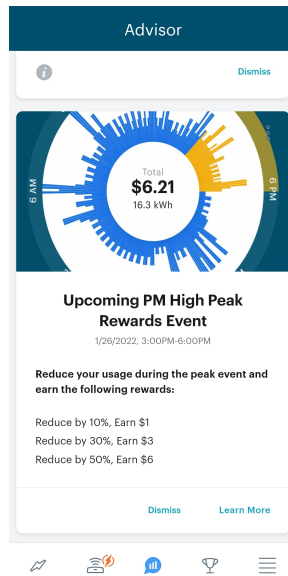 Advisor
Dismiss
6 AM
Total
$6.21
16.3 kWh
6 PM
Upcoming PM High Peak
Rewards Event
1/26/2022, 3:00PM-6:00PM
Reduce your usage during the peak event and
earn the following rewards:
Reduce by 10%, Earn $1
Reduce by 30%, Earn $3
Reduce by 50%, Earn $6
Dismiss
Learn More